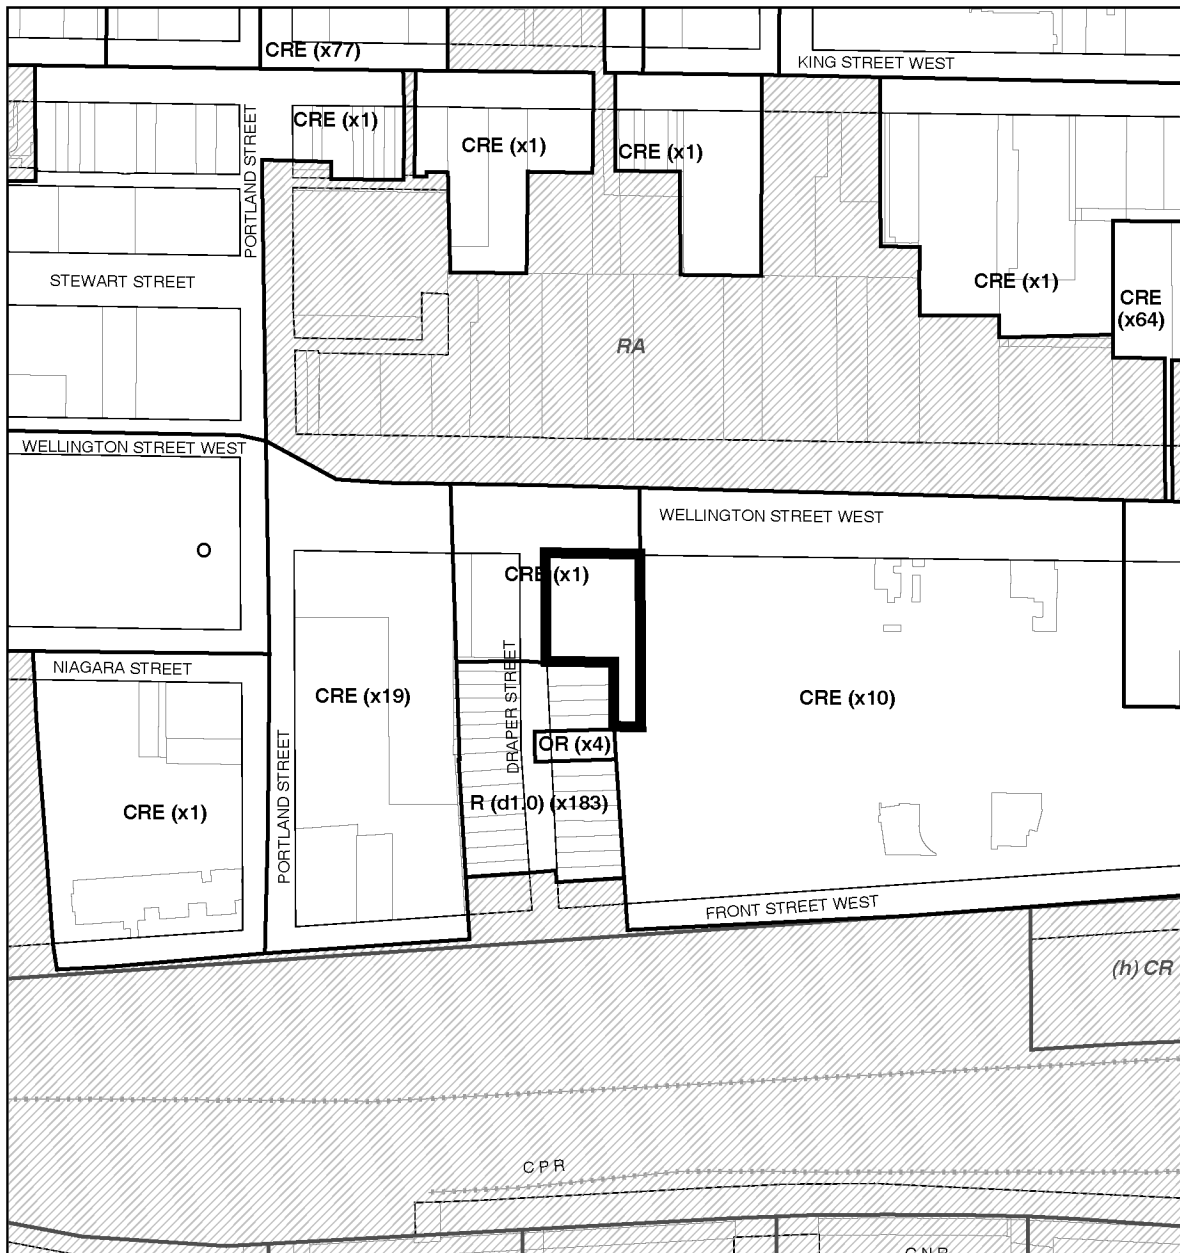 CRE (x77)
KING STREET WEST
PORTLAND STREET
CRE (x1)
CRE (x1)
CRE (x1)
STEWART STREET
CRE (x1)
CRE
(x64)
RA
WELLINGTON STREET WEST
WELLINGTON STREET WEST
O
CRE (x1)
NIAGARA STREET
DRAPER STREET
CRE (x19)
CRE (x10)
PORTLAND STREET
OR (x4)
R (d1.0) (x183)
CRE (x1)
FRONT STREET WEST
(h) CR
C P R
C N R